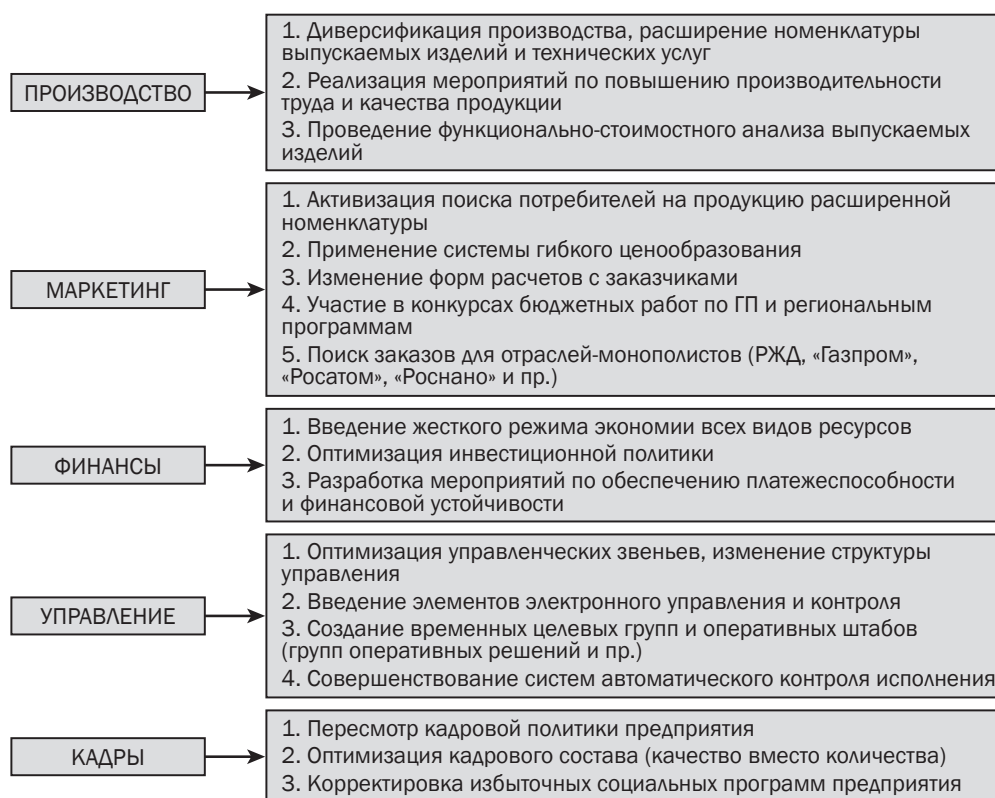 ПРОИЗВОДСТВО
1. Диверсификация производства, расширение номенклатуры
выпускаемых изделий и технических услуг
2. Реализация мероприятий по повышению производительности
труда и качества продукции
3. Проведение функционально-стоимостного анализа выпускаемых
изделий
МАРКЕТИНГ
1. Активизация поиска потребителей на продукцию расширенной
номенклатуры
2. Применение системы гибкого ценообразования
3. Изменение форм расчетов с заказчиками
4. Участие в конкурсах бюджетных работ по ГП и региональным
программам
5. Поиск заказов для отраслей-монополистов (РЖД, «Газпром»,
«Росатом», «Роснано» и пр.)
ФИНАНСЫ
1. Введение жесткого режима экономии всех видов ресурсов
2. Оптимизация инвестиционной политики
3. Разработка мероприятий по обеспечению платежеспособности
и финансовой устойчивости
УПРАВЛЕНИЕ
1. Оптимизация управленческих звеньев, изменение структуры
управления
2. Введение элементов электронного управления и контроля
3. Создание временных целевых групп и оперативных штабов
(групп оперативных решений и пр.)
4. Совершенствование систем автоматического контроля исполнения
КАДРЫ
1. Пересмотр кадровой политики предприятия
2. Оптимизация кадрового состава (качество вместо количества)
3. Корректировка избыточных социальных программ предприятия